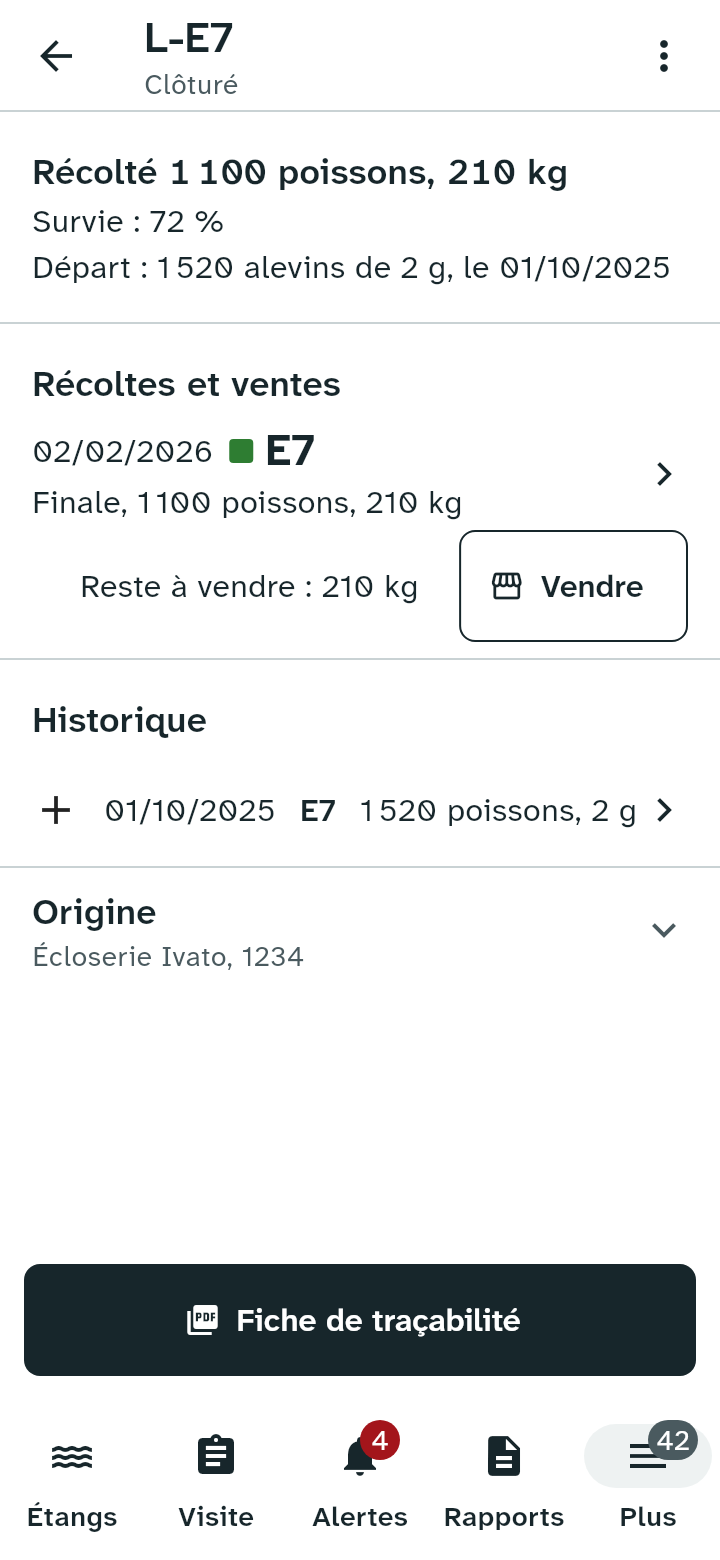 L-E7
Clôturé
Récolté 1 100 poissons, 210 kg
Survie : 72 %
Départ : 1 520 alevins de 2 g, le 01/10/2025
Récoltes et ventes
02/02/2026 E7
Finale, 1 100 poissons, 210 kg
Reste à vendre : 210 kg
Vendre
Historique
01/10/2025 E7 1 520 poissons, 2 g
Origine
Écloserie Ivato, 1234
PDF Fiche de traçabilité
4
42
Étangs Visite Alertes Rapports Plus